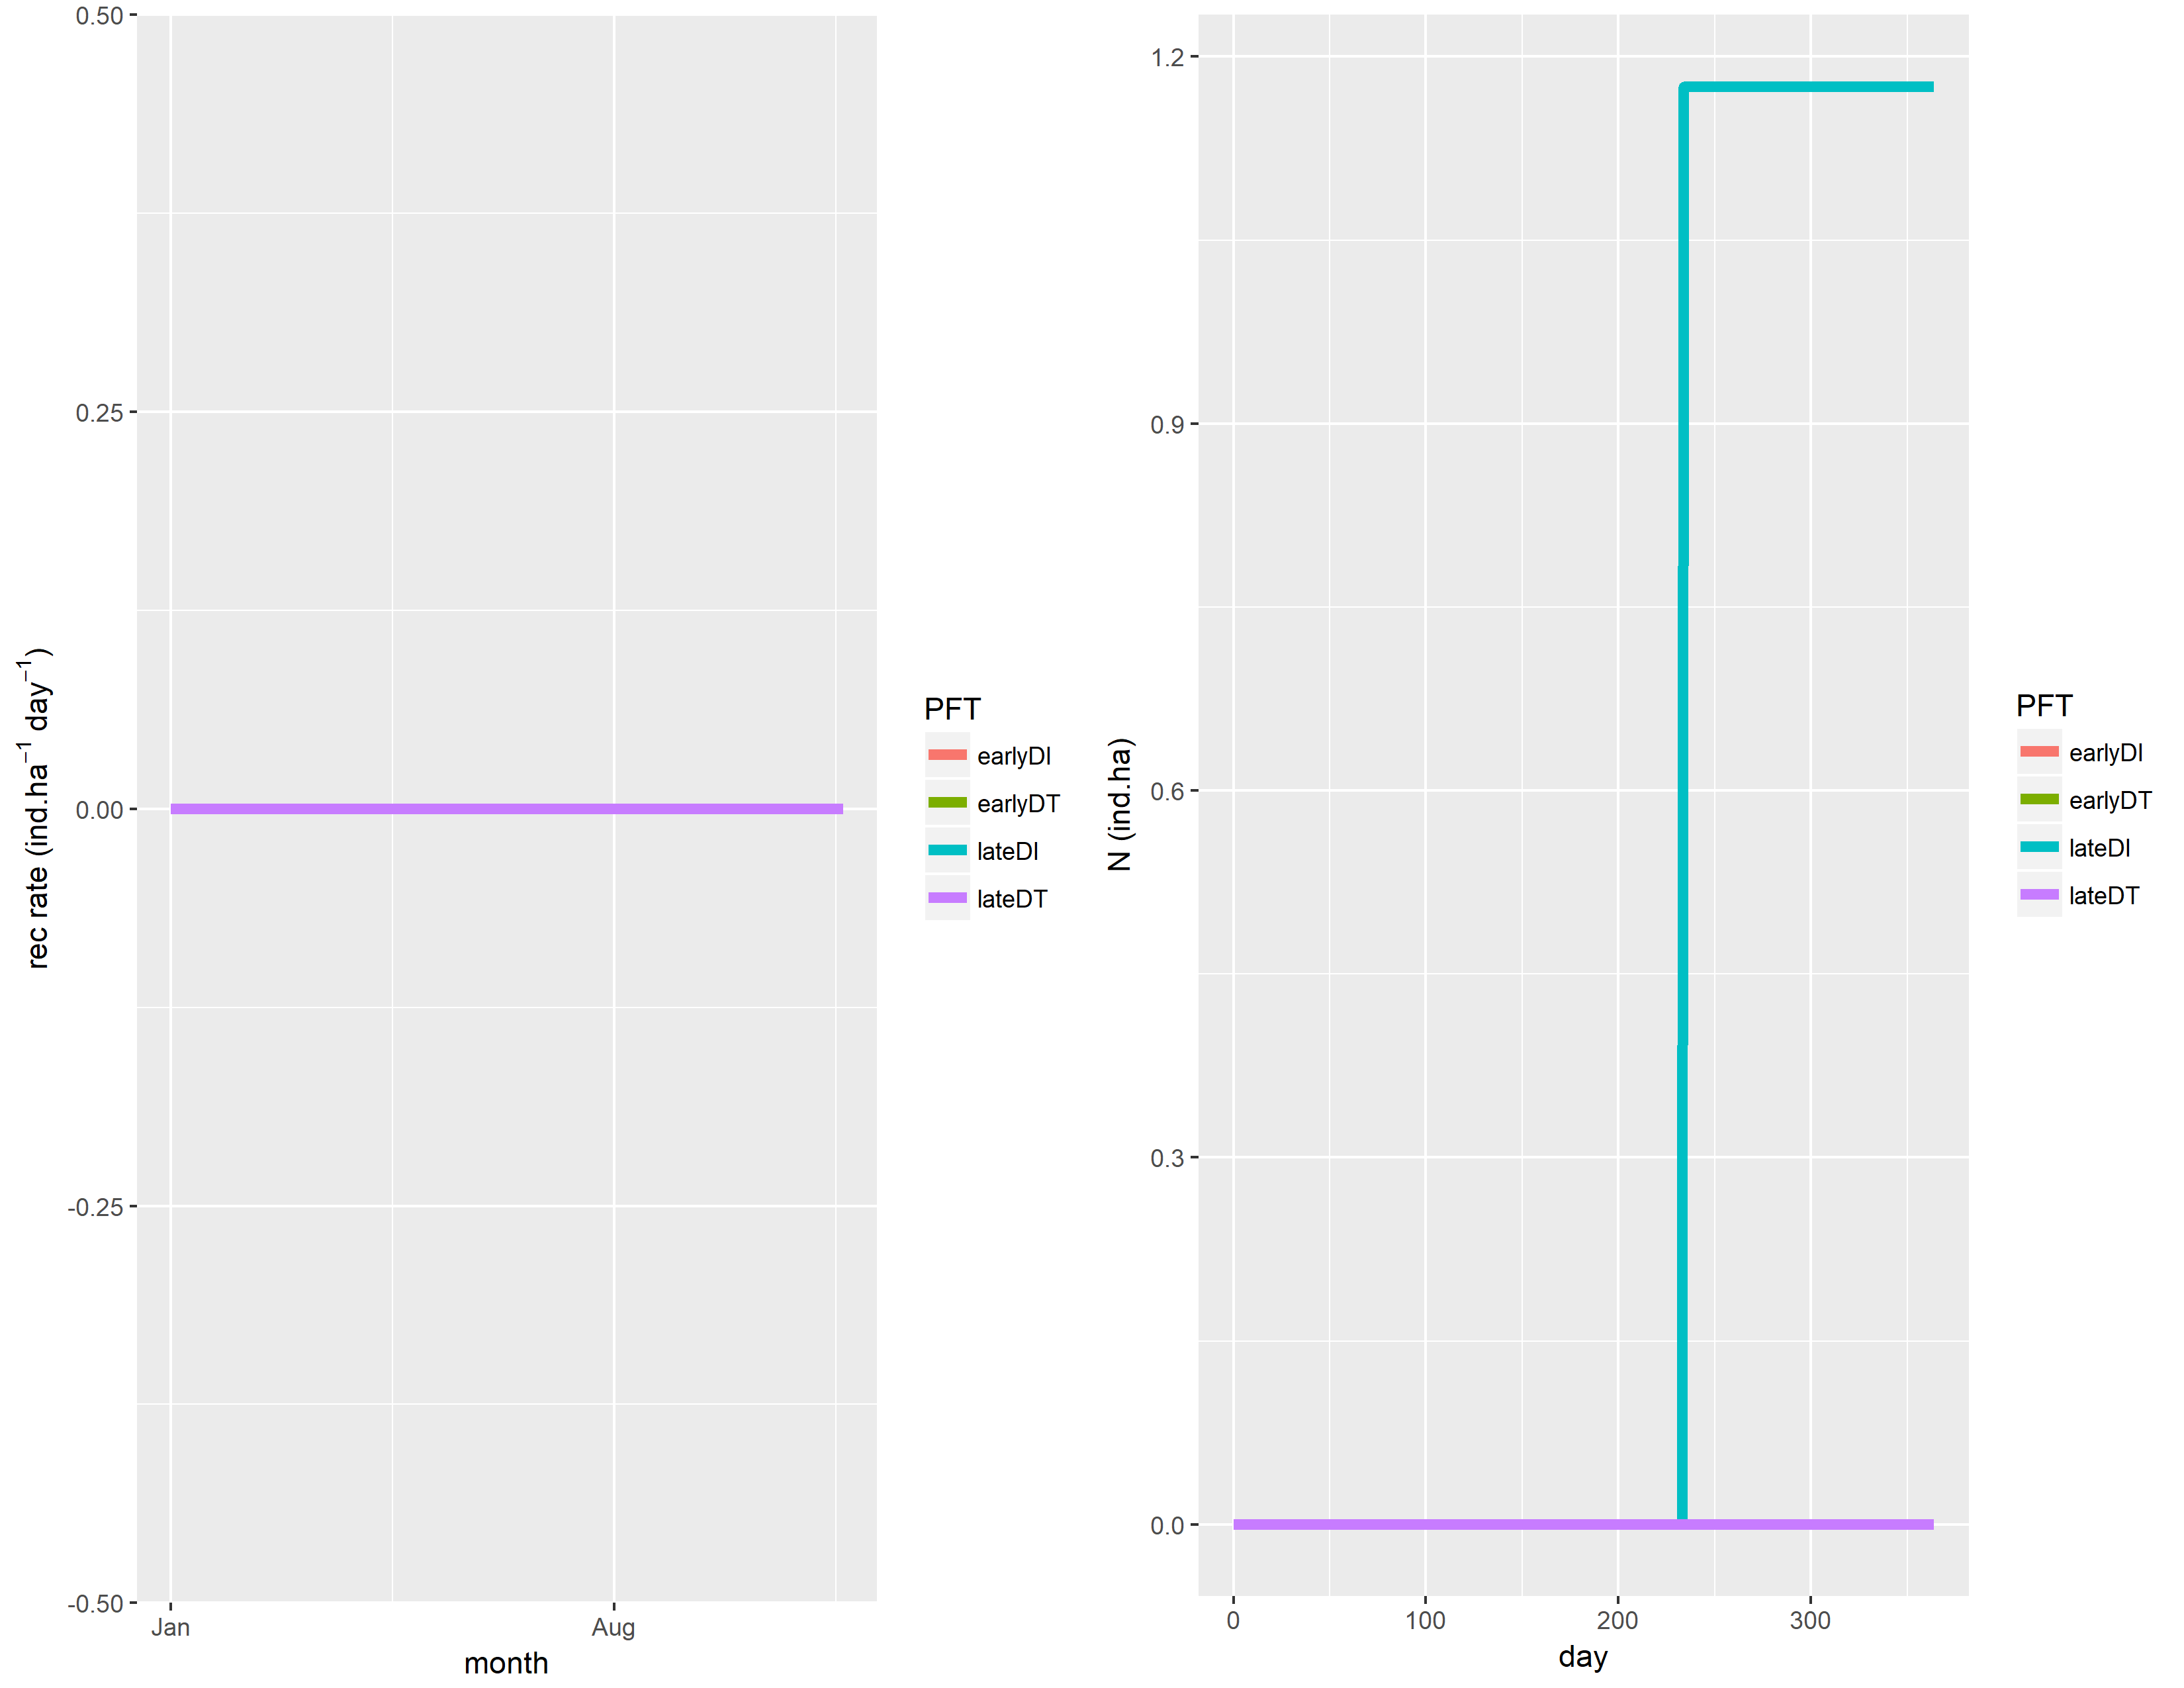 0.50
0.25
0.00
-0.25
-0.50
rec rate (ind.ha⁻¹ day⁻¹)
Jan
Aug
month
PFT
earlyDI
earlyDT
lateDI
lateDT
1.2
0.9
0.6
0.3
0.0
N (ind.ha)
0
100
200
300
day
PFT
earlyDI
earlyDT
lateDI
lateDT